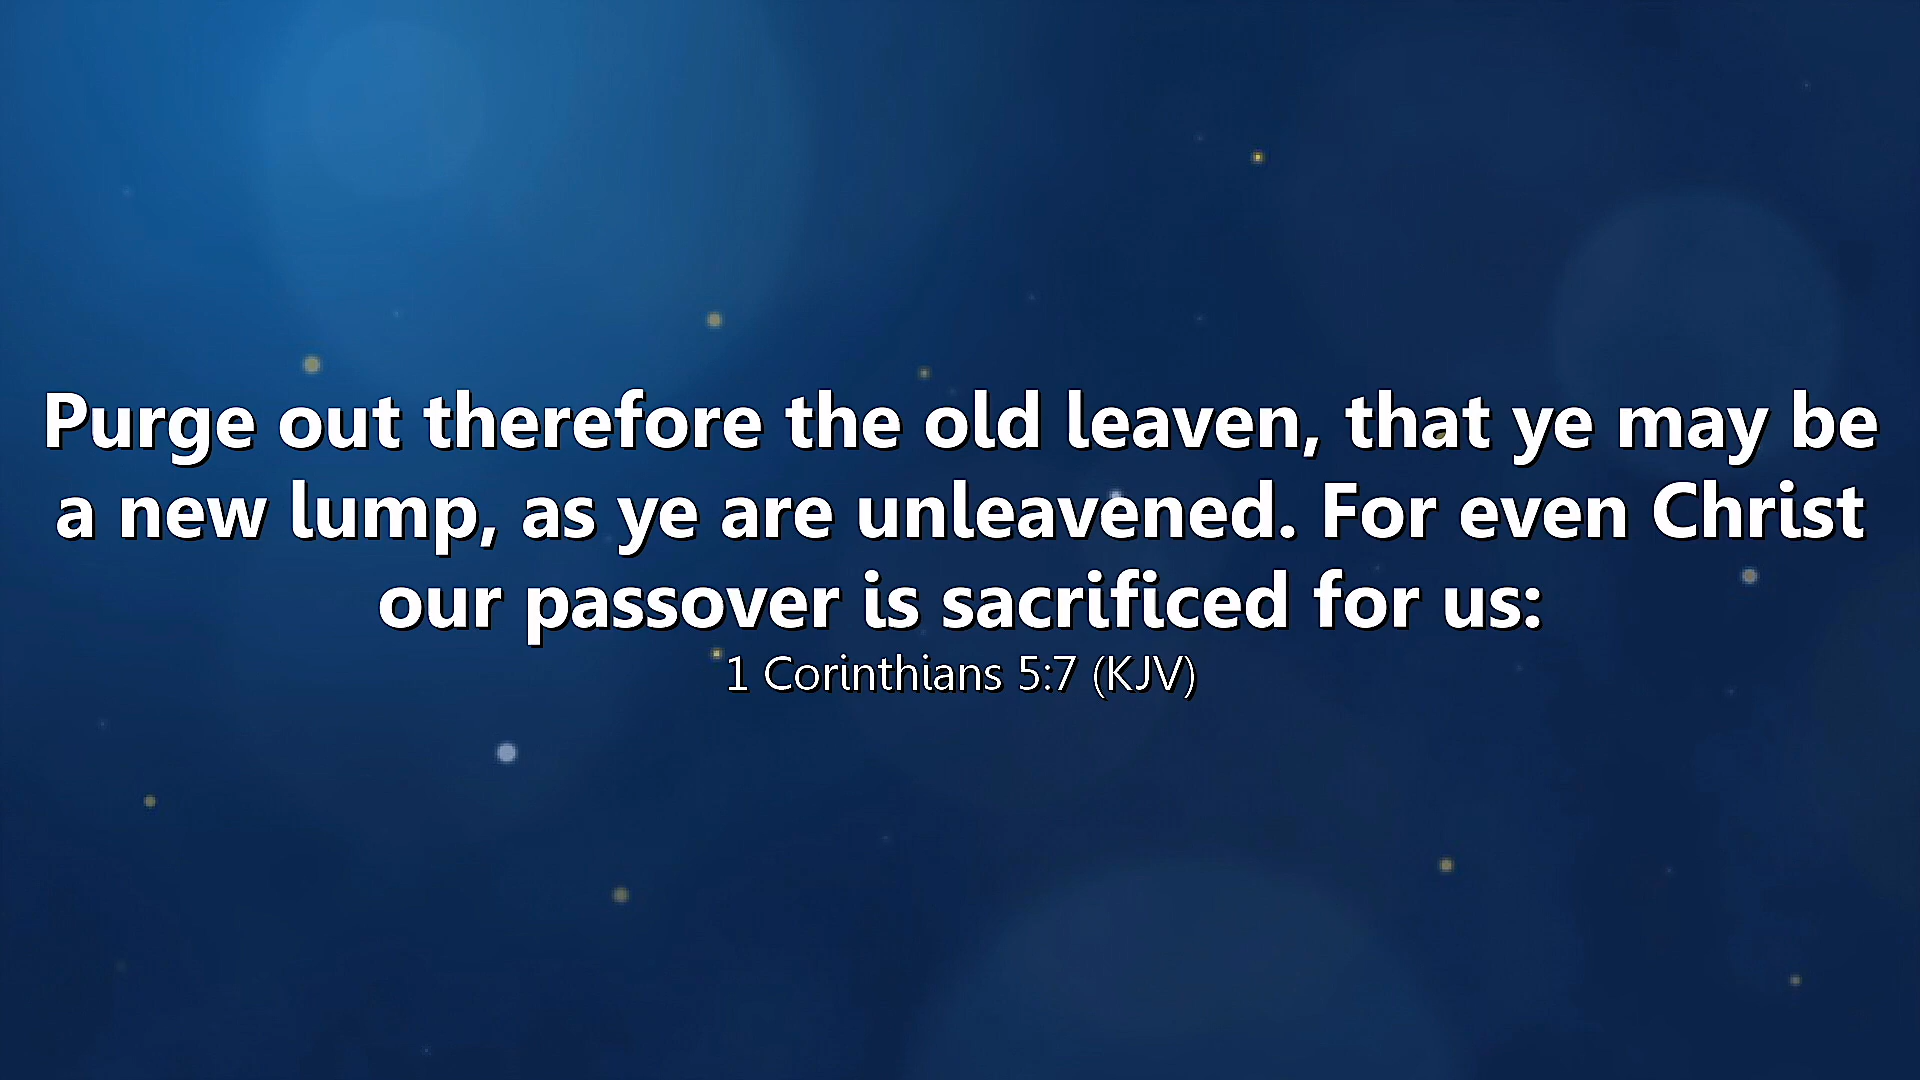 Purge out therefore the old leaven, that ye may be
a new lump, as ye are unleavened. For even Christ
our passover is sacrificed for us:
1 Corinthians 5:7 (KJV)